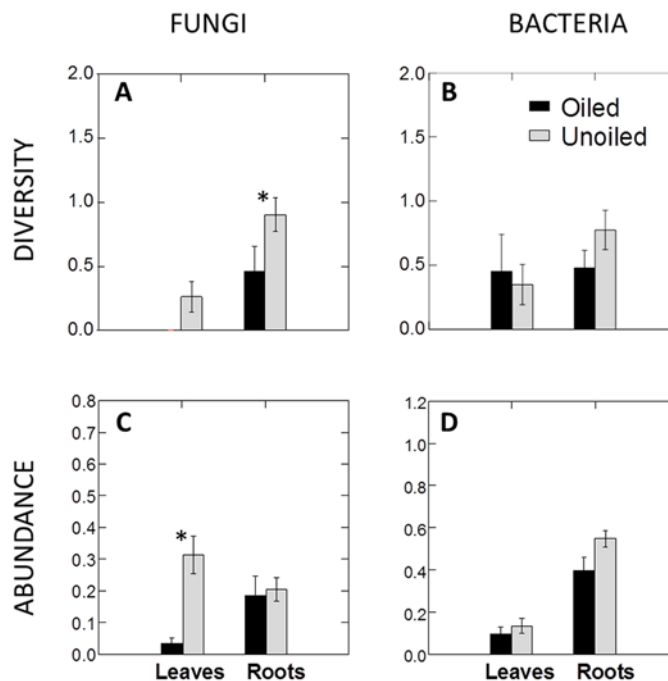 FUNGI BACTERIA
DIVERSITY
A
2.0
1.5
1.0
0.5
0.0
*
B
2.0
1.5
1.0
0.5
0.0
Oiled
Unoiled
ABUNDANCE
C
0.8
0.7
0.6
0.5
0.4
0.3
0.2
0.1
0.0
*
Leaves Roots
D
1.2
1.0
0.8
0.6
0.4
0.2
0.0
Leaves Roots